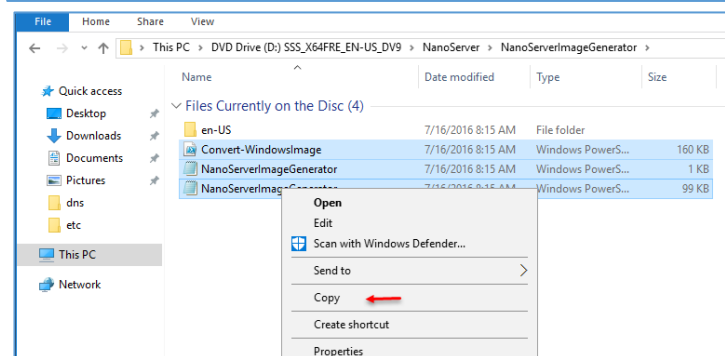 File Home Share View
This PC > DVD Drive (D:) SSS_X64FRE_EN-US_DV9 > NanoServer > NanoServerImageGenerator >
Name Date modified Type Size
Quick access
Files Currently on the Disc (4)
Desktop
en-US 7/16/2016 8:15 AM File folder
Downloads
Convert-WindowsImage 7/16/2016 8:15 AM Windows PowerS... 160 KB
Documents
NanoServerImageGenerator 7/16/2016 8:15 AM Windows PowerS... 1 KB
Pictures
NanoServerImageGenerator 7/16/2016 8:15 AM Windows PowerS... 99 KB
dns
Open
etc
Edit
Scan with Windows Defender...
This PC
Send to
Network
Copy
Create shortcut
Properties